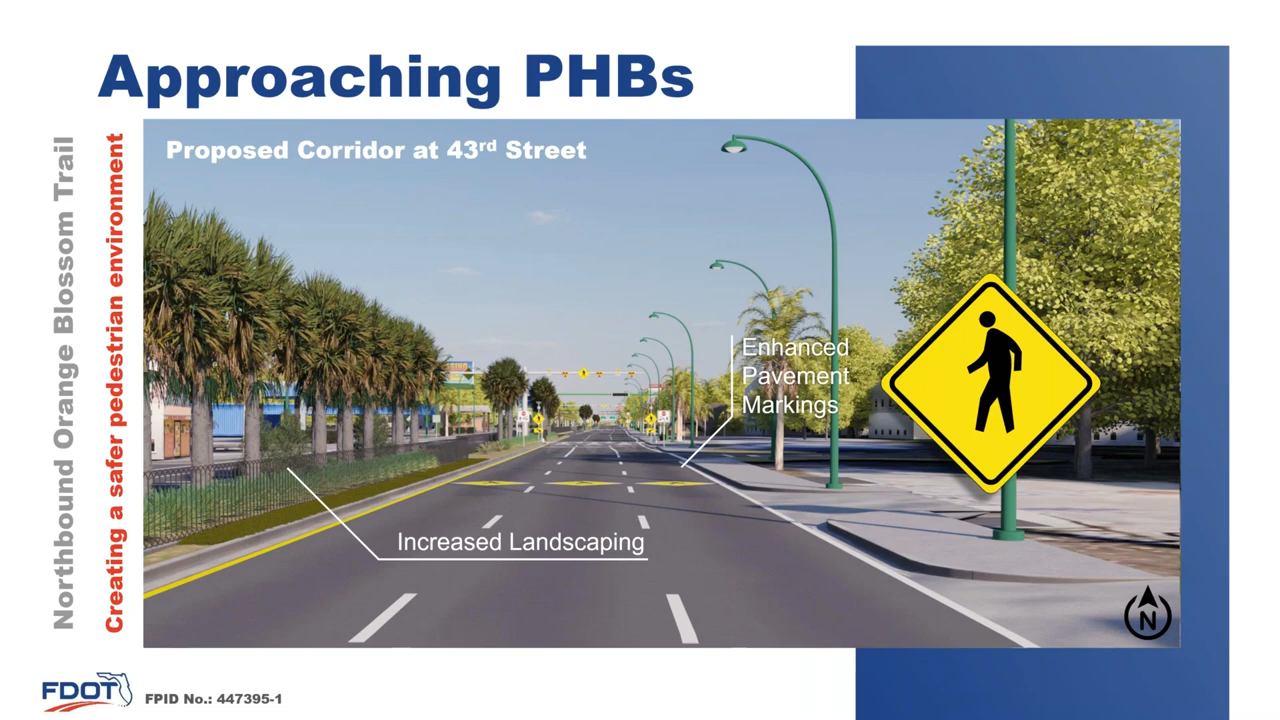 Approaching PHBs
Northbound Orange Blossom Trail
Creating a safer pedestrian environment
Proposed Corridor at 43rd Street
Enhanced
Pavement
Markings
Increased Landscaping
N
FDOT
FPID No.: 447395-1